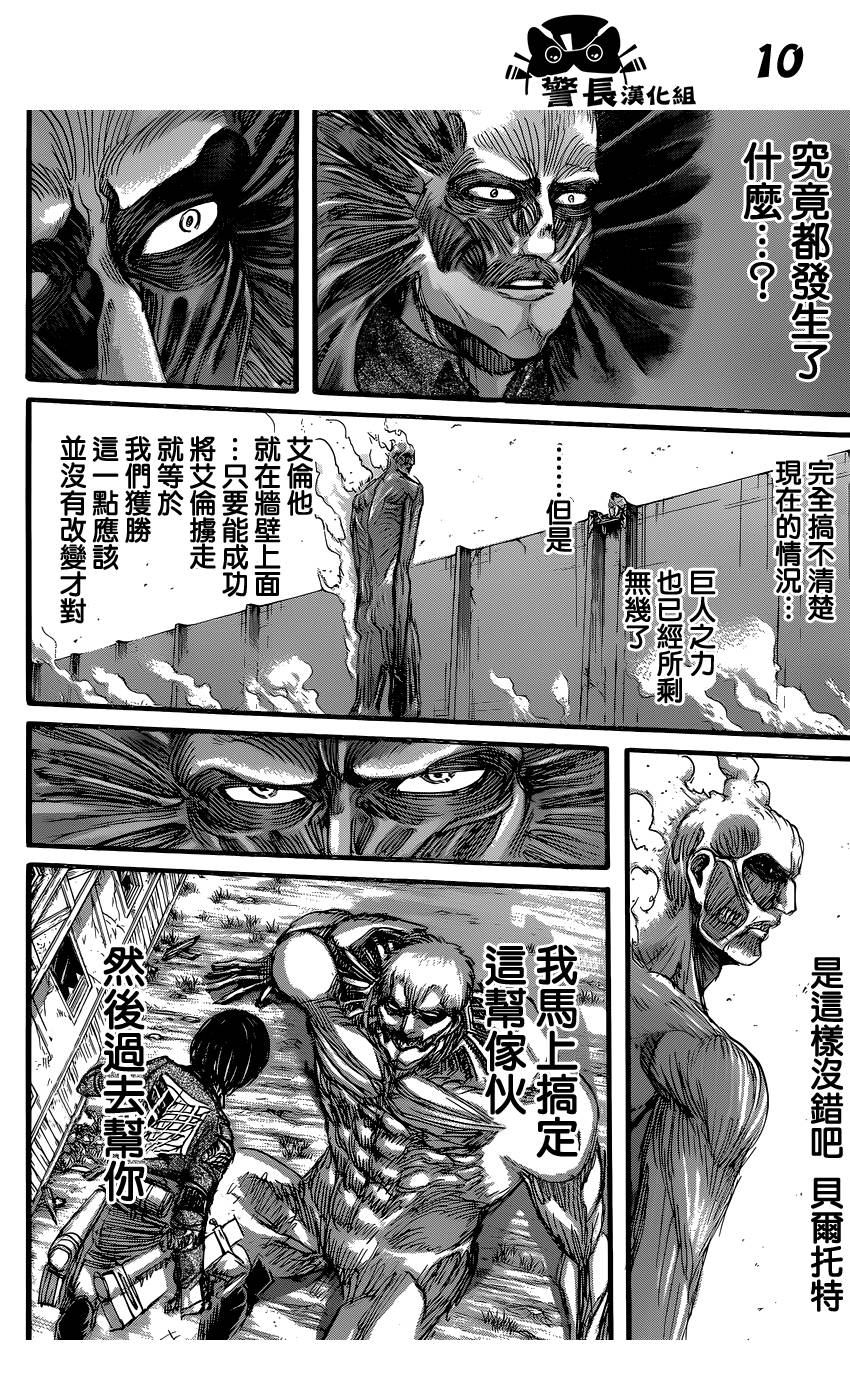 警長漢化組
10
究竟都發生了
什麼…？
完全搞不清楚
現在的情況…
巨人之力
也已經所剩
無幾了
……但是
艾倫他
就在牆壁上面
…只要能成功
將艾倫擄走
就等於
我們獲勝
這一點應該
並沒有改變才對
是這樣沒錯吧 貝爾托特
我馬上搞定
這幫傢伙
然後過去幫你